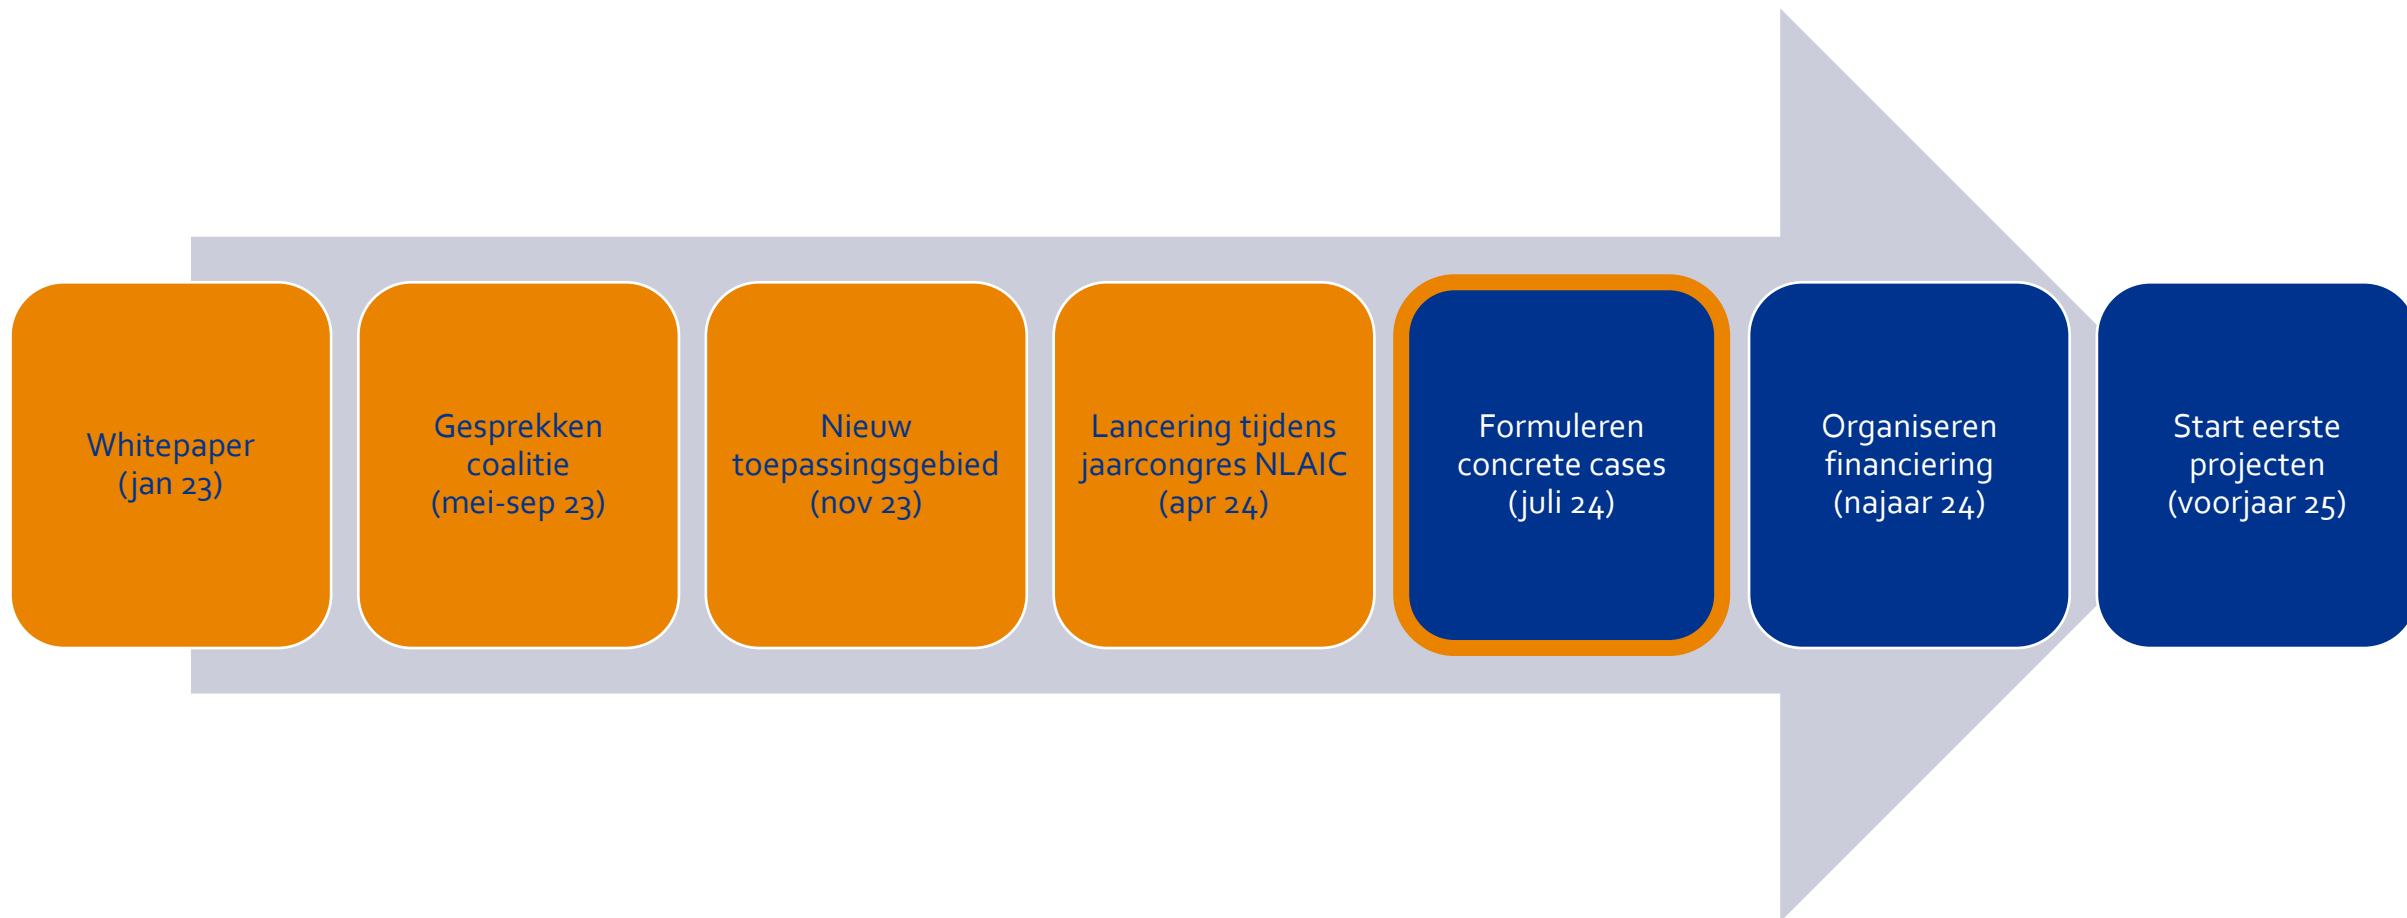 Whitepaper
(jan 23)
Gesprekken
coalitie
(mei-sep 23)
Nieuw
toepassingsgebied
(nov 23)
Lancering tijdens
jaarcongres NLAIC
(apr 24)
Formuleren
concrete cases
(juli 24)
Organiseren
financiering
(najaar 24)
Start eerste
projecten
(voorjaar 25)